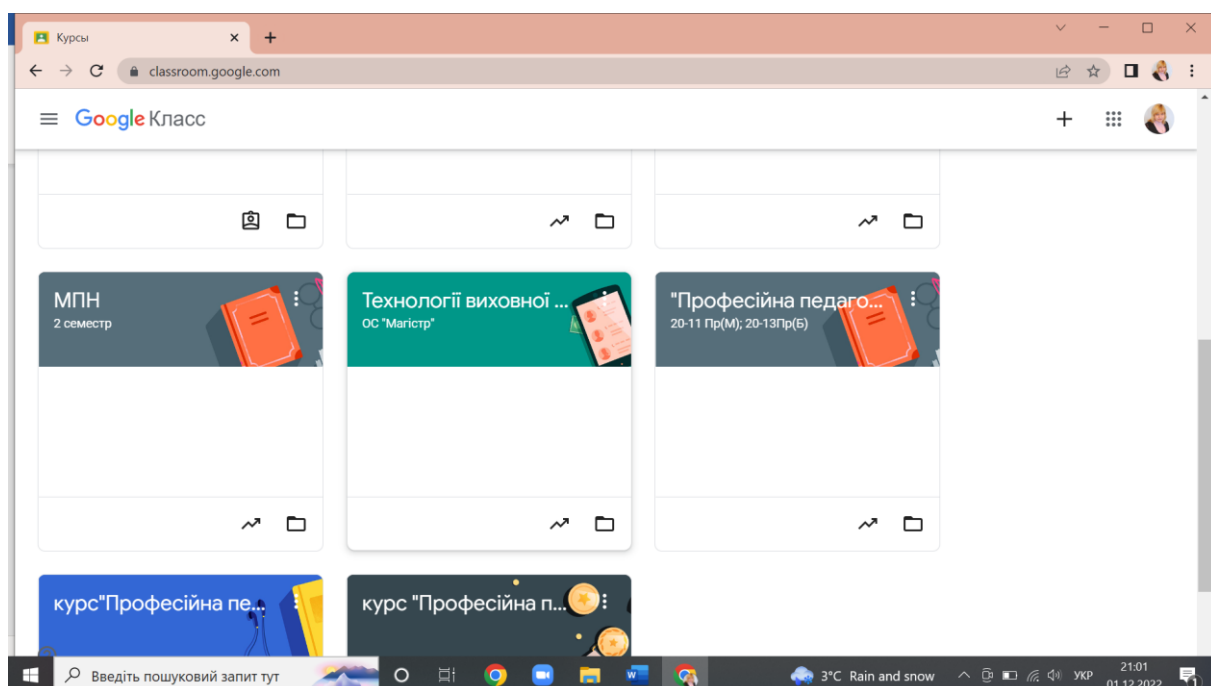 Курсы
classroom.google.com
Google Класс
МПН
2 семестр
Технології виховної ...
ОС "Магістр"
"Професійна педаго...
20-11 Пр(М); 20-13Пр(Б)
курс"Професійна пе...
курс "Професійна п...
Введіть пошуковий запит тут
3°C Rain and snow
УКР
21:01
01.12.2022
1